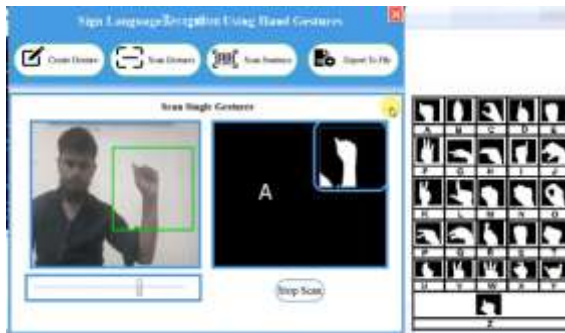 Sign Language Recognition Using Hand Gestures
Create Gesture
Scan Gestures
Scan Sentence
Export To File
Scan Single Gestures
A
Stop Scan
A B C D E
F G H I J
K L M N O
P Q R S T
U V W X Y
Z